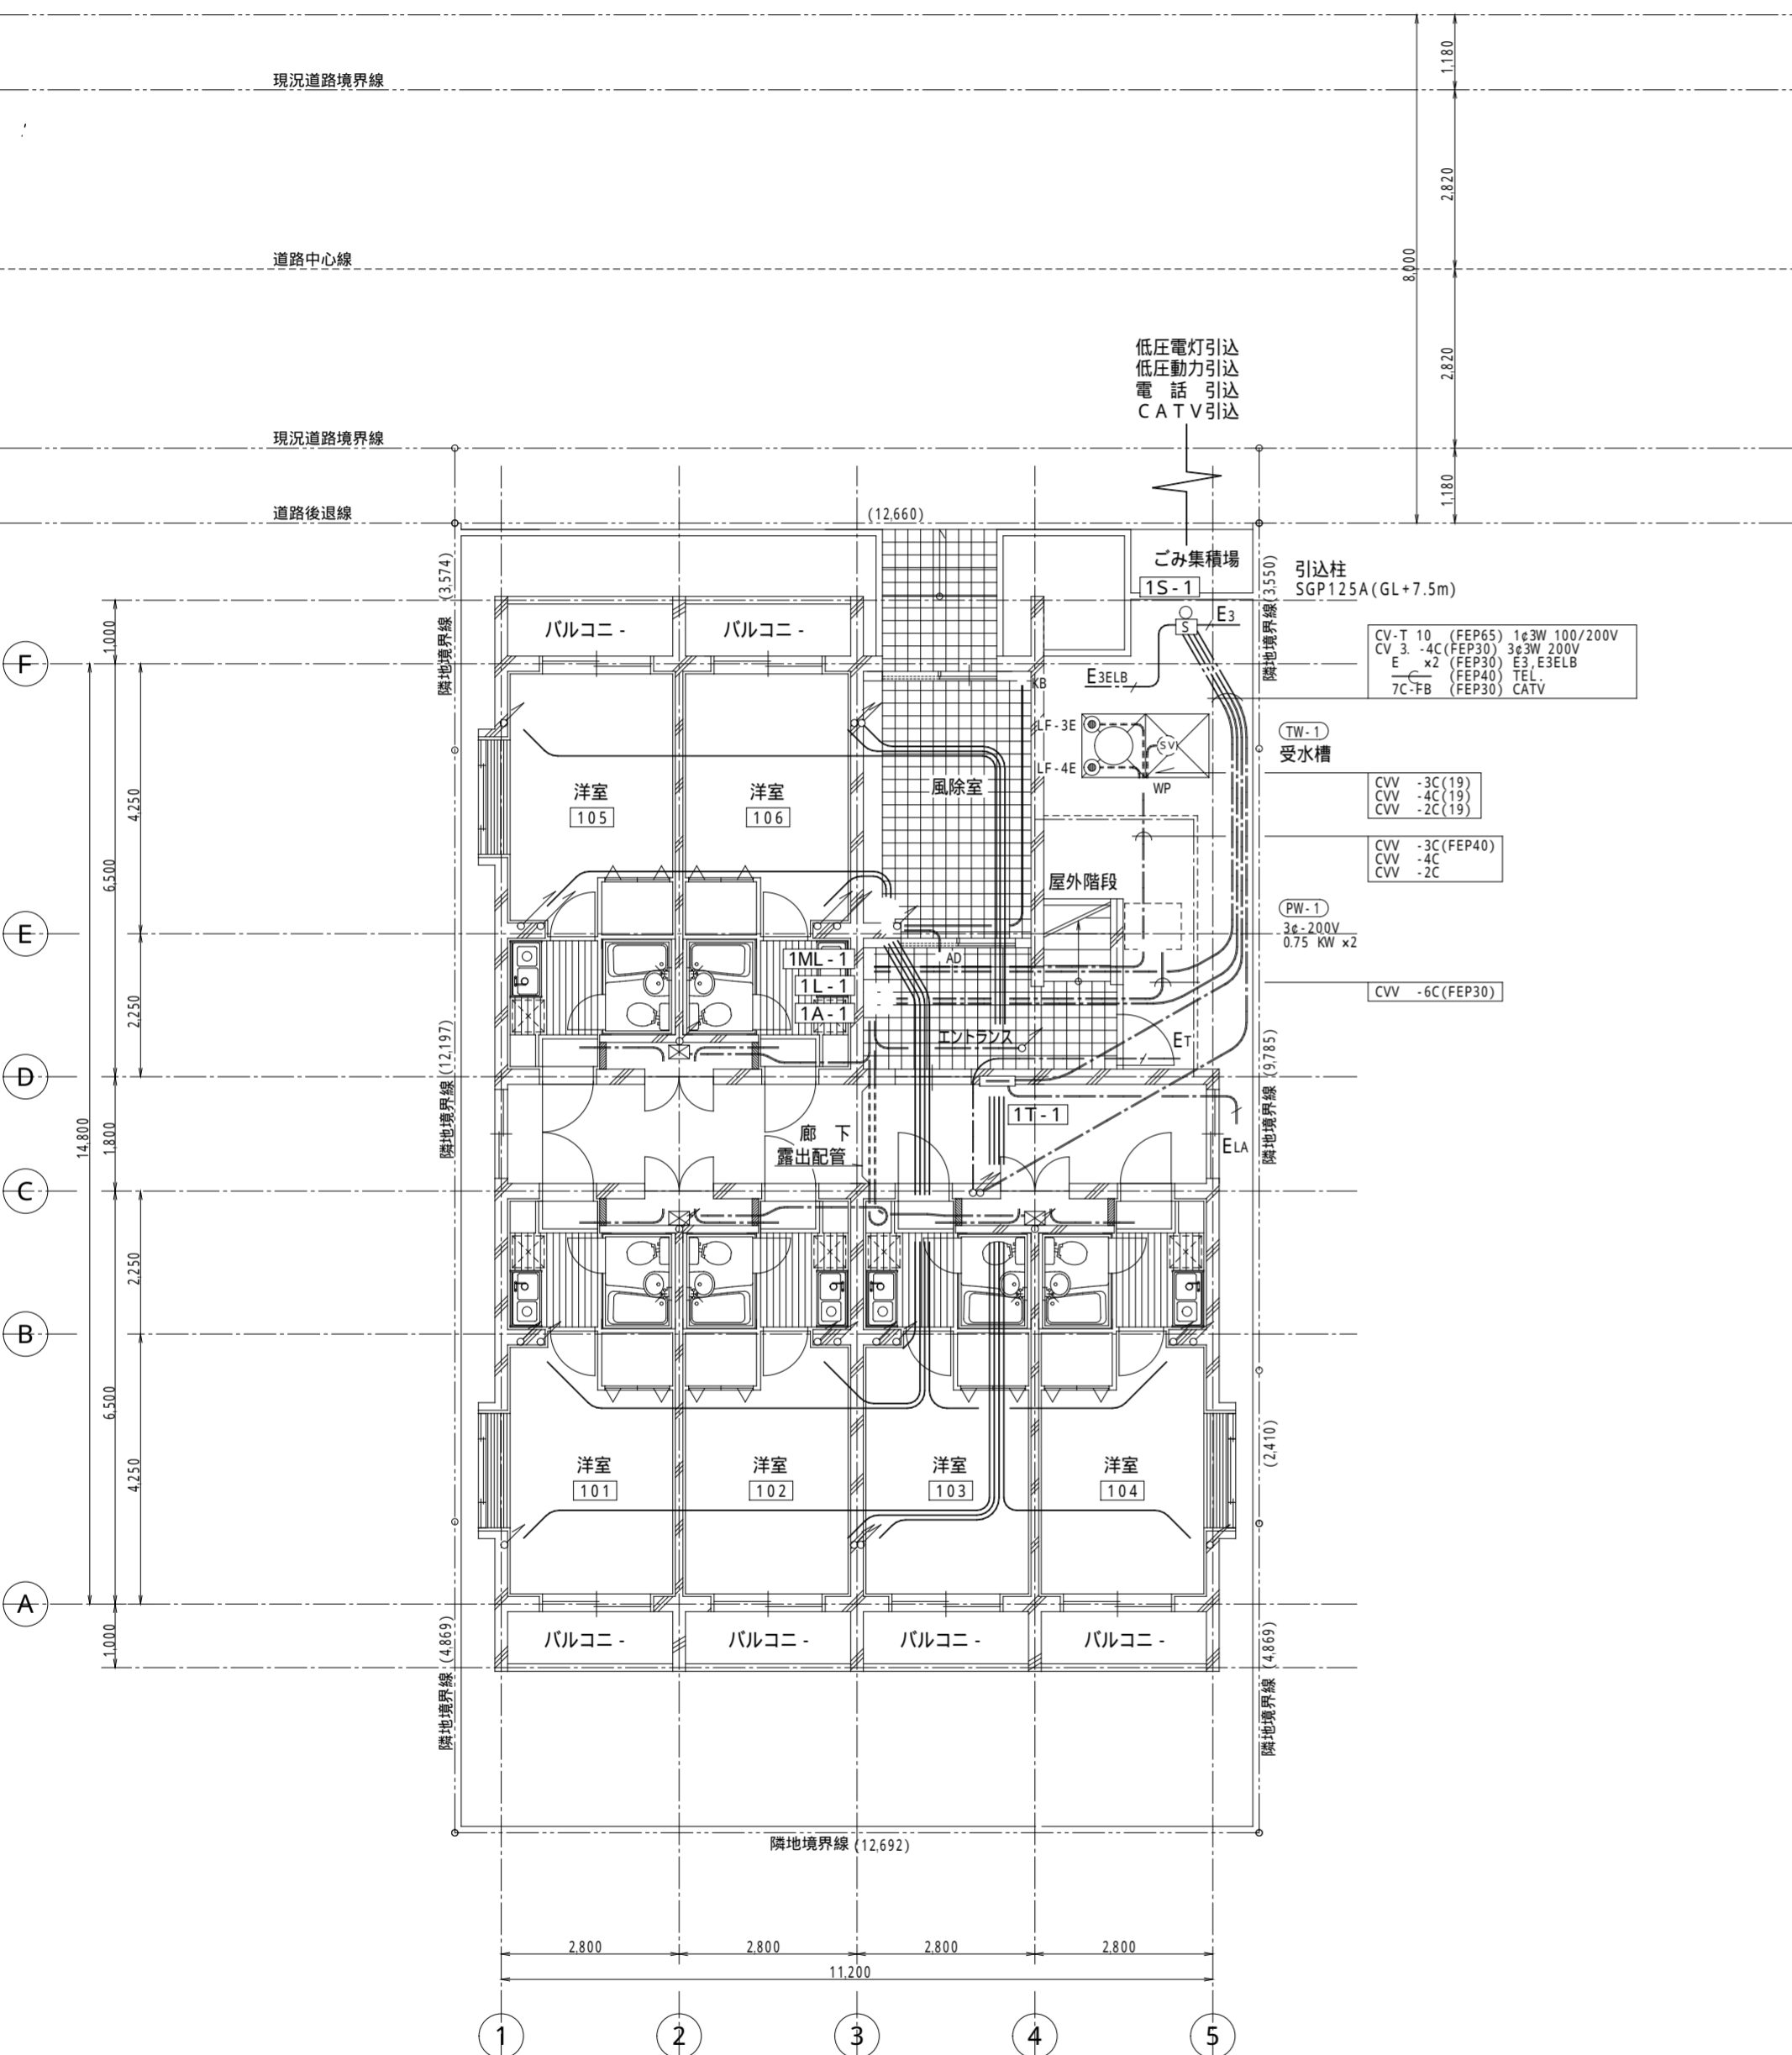 1,180
現況道路境界線
2,820
道路中心線
8,000
2,820
低圧電灯引込
低圧動力引込
電 話 引込
CATV引込
現況道路境界線
1,180
道路後退線
(12,660)
ごみ集積場
1S-1
引込柱
SGP125A(GL+7.5m)
隣地境界線 (3,574)
隣地境界線(3,550)
1,000
バルコニ-
バルコニ-
S
E3
CV-T 10 (FEP65) 1¢3W 100/200V
CV 3. -4C(FEP30) 3¢3W 200V
E ×2 (FEP30) E3,E3ELB
(FEP40) TEL.
7C-FB (FEP30) CATV
F
E3ELB
KB
LF-3E
SV
LF-4E
WP
TW-1
受水槽
CVV -3C(19)
CVV -4C(19)
CVV -2C(19)
洋室
105
洋室
106
風除室
4,250
6,500
CVV -3C(FEP40)
CVV -4C
CVV -2C
屋外階段
PW-1
3¢-200V
0.75 KW ×2
E
1ML-1
1L-1
1A-1
AD
CVV -6C(FEP30)
2,250
エントランス
ET
D
隣地境界線 (12,197)
隣地境界線 (9,785)
14,800
1,800
1T-1
廊 下
露出配管
ELA
C
2,250
B
6,500
4,250
洋室
101
洋室
102
洋室
103
洋室
104
(2,410)
A
1,000
バルコニ-
バルコニ-
バルコニ-
バルコニ-
隣地境界線 (4,869)
隣地境界線 (4,869)
隣地境界線 (12,692)
2,800
2,800
2,800
2,800
11,200
1
2
3
4
5